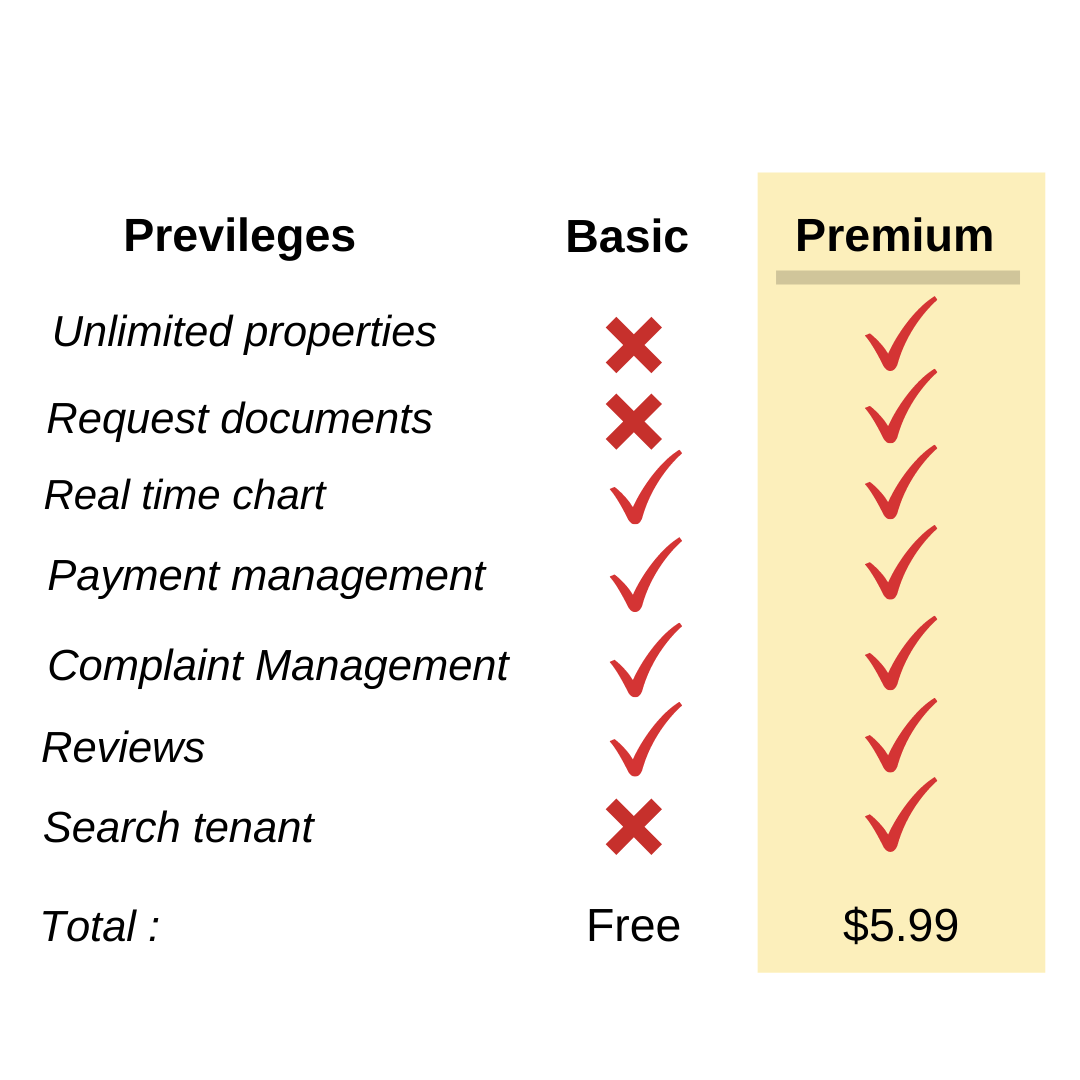 Previleges Basic Premium
Unlimited properties
Request documents
Real time chart
Payment management
Complaint Management
Reviews
Search tenant
Total : Free $5.99